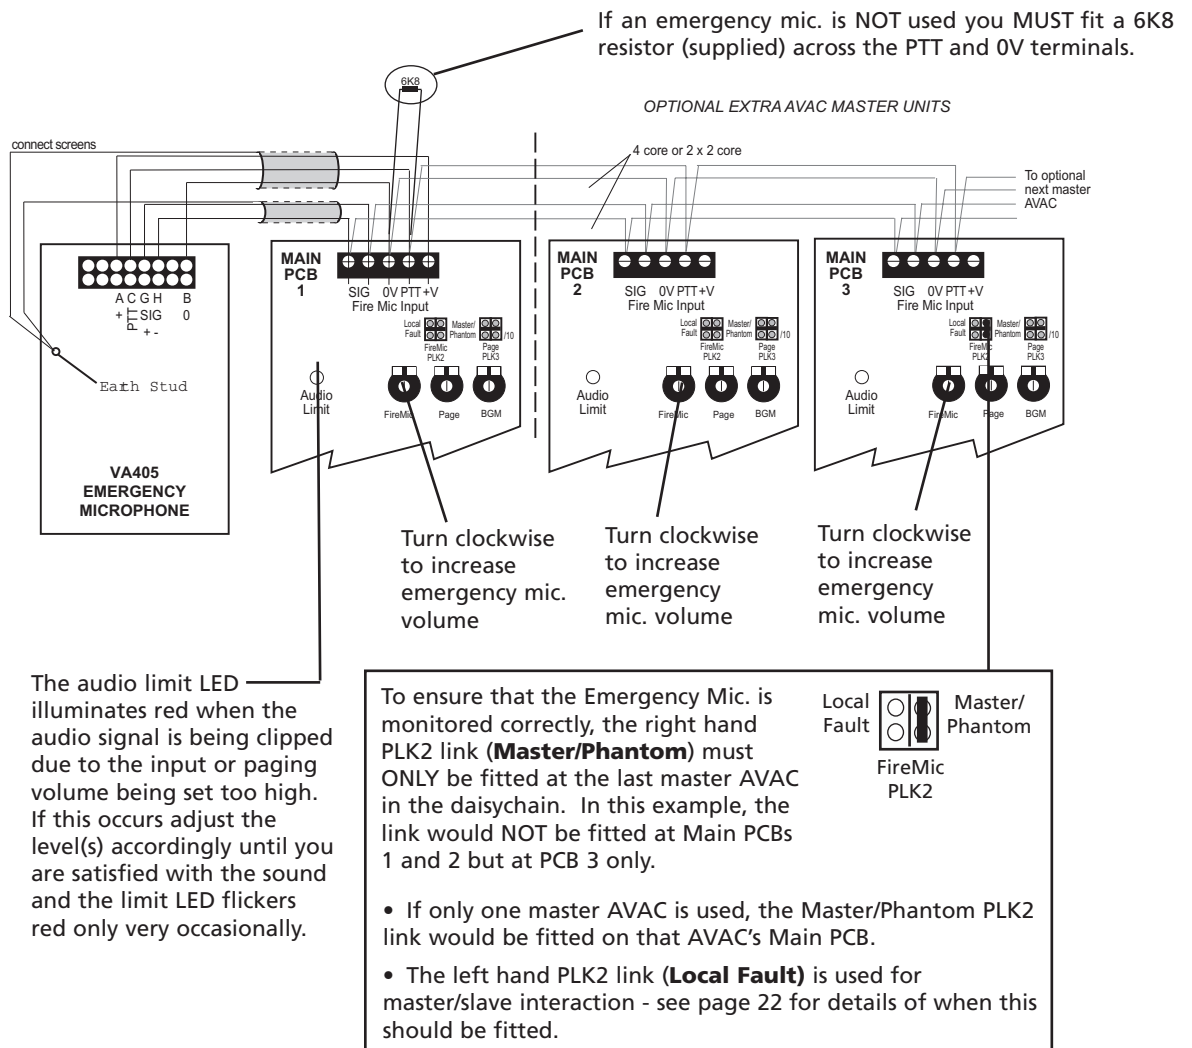 If an emergency mic. is NOT used you MUST fit a 6K8
resistor (supplied) across the PTT and 0V terminals.
6K8
OPTIONAL EXTRA AVAC MASTER UNITS
connect screens
4 core or 2 x 2 core
To optional
next master
AVAC
A C G H B
+ PTT SIG 0
+ -
Earth Stud
VA405
EMERGENCY
MICROPHONE
MAIN
PCB
1
SIG 0V PTT +V
Fire Mic Input
Local
Fault
Master/
Phantom
/10
FireMic
PLK2
Page
PLK3
Audio
Limit
FireMic
Page
BGM
MAIN
PCB
2
SIG 0V PTT +V
Fire Mic Input
Local
Fault
Master/
Phantom
/10
FireMic
PLK2
Page
PLK3
Audio
Limit
FireMic
Page
BGM
MAIN
PCB
3
SIG 0V PTT +V
Fire Mic Input
Local
Fault
Master/
Phantom
/10
FireMic
PLK2
Page
PLK3
Audio
Limit
FireMic
Page
BGM
Turn clockwise
to increase
emergency mic.
volume
Turn clockwise
to increase
emergency
mic. volume
Turn clockwise
to increase
emergency
mic. volume
The audio limit LED
illuminates red when the
audio signal is being clipped
due to the input or paging
volume being set too high.
If this occurs adjust the
level(s) accordingly until you
are satisfied with the sound
and the limit LED flickers
red only very occasionally.
To ensure that the Emergency Mic. is
monitored correctly, the right hand
PLK2 link (Master/Phantom) must
ONLY be fitted at the last master AVAC
in the daisychain. In this example, the
link would NOT be fitted at Main PCBs
1 and 2 but at PCB 3 only.
Local
Fault
Master/
Phantom
FireMic
PLK2
• If only one master AVAC is used, the Master/Phantom PLK2
link would be fitted on that AVAC's Main PCB.
• The left hand PLK2 link (Local Fault) is used for
master/slave interaction - see page 22 for details of when this
should be fitted.